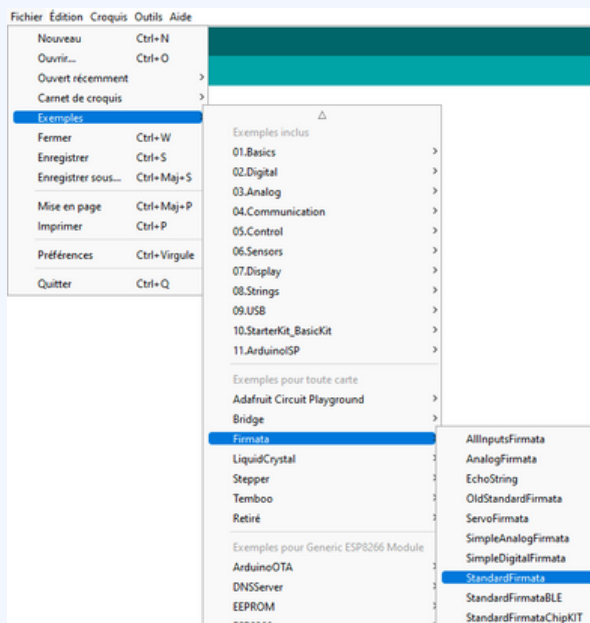 Fichier Édition Croquis Outils Aide
Nouveau Ctrl+N
Ouvrir... Ctrl+O
Ouvert récemment
Carnet de croquis
Exemples
Fermer Ctrl+W
Enregistrer Ctrl+S
Enregistrer sous... Ctrl+Maj+S
Mise en page Ctrl+Maj+P
Imprimer Ctrl+P
Préférences Ctrl+Virgule
Quitter Ctrl+Q
Exemples inclus
01.Basics
02.Digital
03.Analog
04.Communication
05.Control
06.Sensors
07.Display
08.Strings
09.USB
10.StarterKit_BasicKit
11.ArduinoISP
Exemples pour toute carte
Adafruit Circuit Playground
Bridge
Firmata
LiquidCrystal
Stepper
Temboo
Retiré
Exemples pour Generic ESP8266 Module
ArduinoOTA
DNSServer
EEPROM
AllInputsFirmata
AnalogFirmata
EchoString
OldStandardFirmata
ServoFirmata
SimpleAnalogFirmata
SimpleDigitalFirmata
StandardFirmata
StandardFirmataBLE
StandardFirmataChipKIT